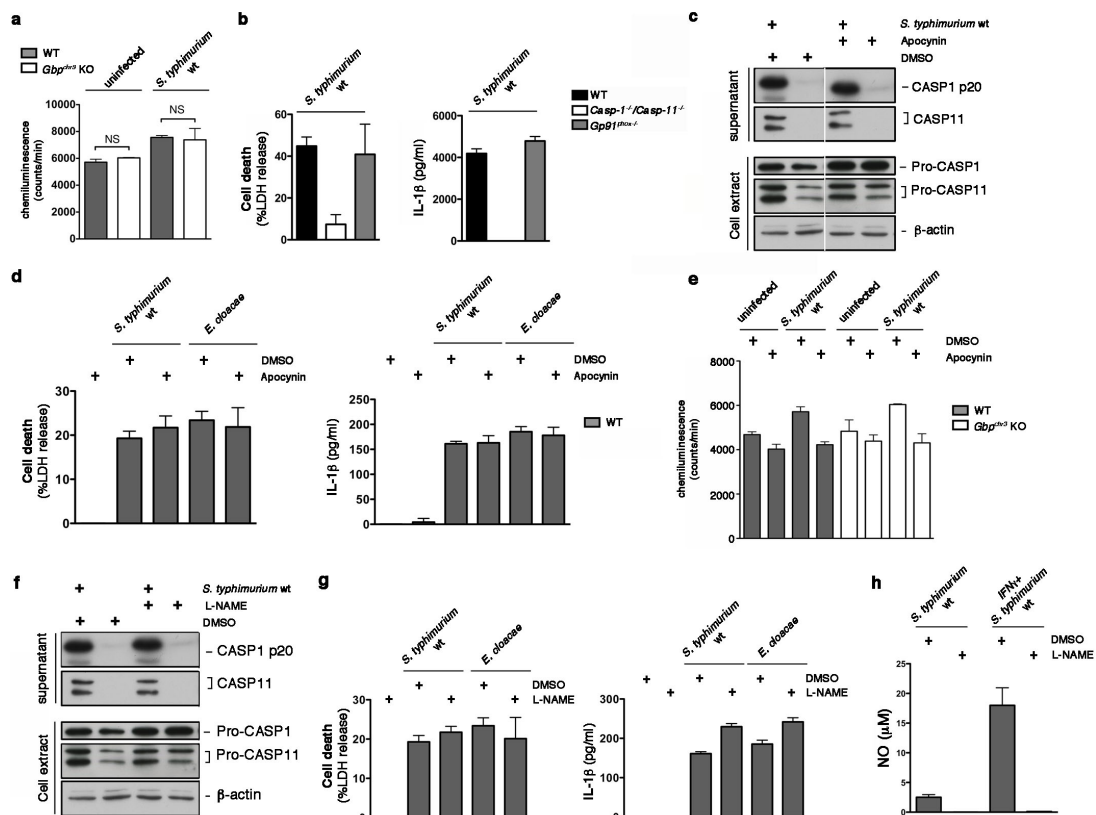 a
WT
Gbpchr3 KO
uninfected
S. typhimurium
wt
NS
NS
10000
8000
6000
4000
2000
0
chemiluminescence
(counts/min)
b
S. typhimurium
wt
60
40
20
0
Cell death
(%LDH release)
S. typhimurium
wt
6000
4000
2000
0
IL-1β (pg/ml)
WT
Casp-1-/-/Casp-11-/-
Gp91phox-/-
c
+ + S. typhimurium wt
+ + Apocynin
+ + DMSO
supernatant
- CASP1 p20
] CASP11
Cell extract
- Pro-CASP1
] Pro-CASP11
- β-actin
d
S. typhimurium
wt
E. cloacae
+ + DMSO
+ + + Apocynin
30
20
10
0
Cell death
(%LDH release)
S. typhimurium
wt
E. cloacae
+ + + DMSO
+ + + Apocynin
250
200
150
100
50
0
IL-1β (pg/ml)
WT
e
uninfected
S. typhimurium
wt
uninfected
S. typhimurium
wt
+ + + + DMSO
+ + + + Apocynin
8000
6000
4000
2000
0
chemiluminescence
(counts/min)
WT
Gbpchr3 KO
f
+ + S. typhimurium wt
+ + L-NAME
+ + DMSO
supernatant
- CASP1 p20
] CASP11
Cell extract
- Pro-CASP1
] Pro-CASP11
- β-actin
g
S. typhimurium
wt
E. cloacae
+ + DMSO
+ + + L-NAME
30
20
10
0
Cell death
(%LDH release)
S. typhimurium
wt
E. cloacae
+ + + DMSO
+ + + L-NAME
300
200
100
IL-1β (pg/ml)
h
S. typhimurium
wt
IFNγ+
S. typhimurium
wt
+ + DMSO
+ + L-NAME
25
20
15
10
5
0
NO (μM)